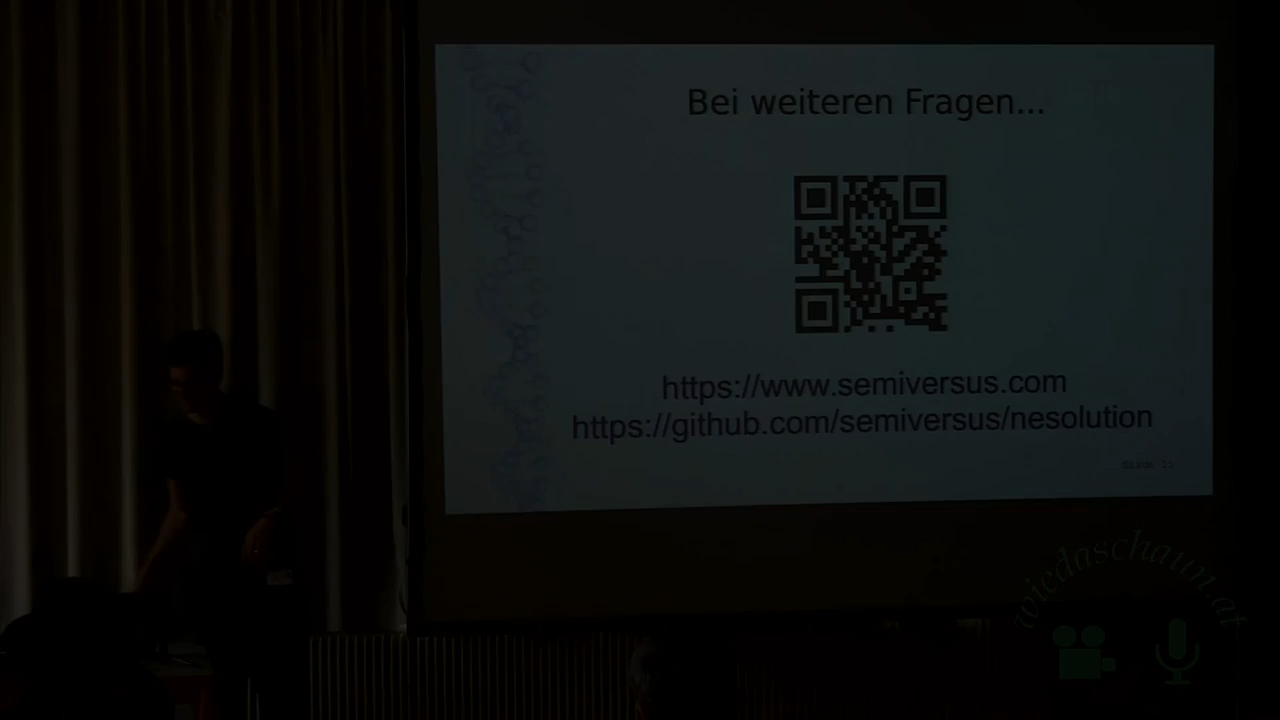 Bei weiteren Fragen...
https://www.semiversus.com
https://github.com/semiversus/nesolution
wiedaschaun.at